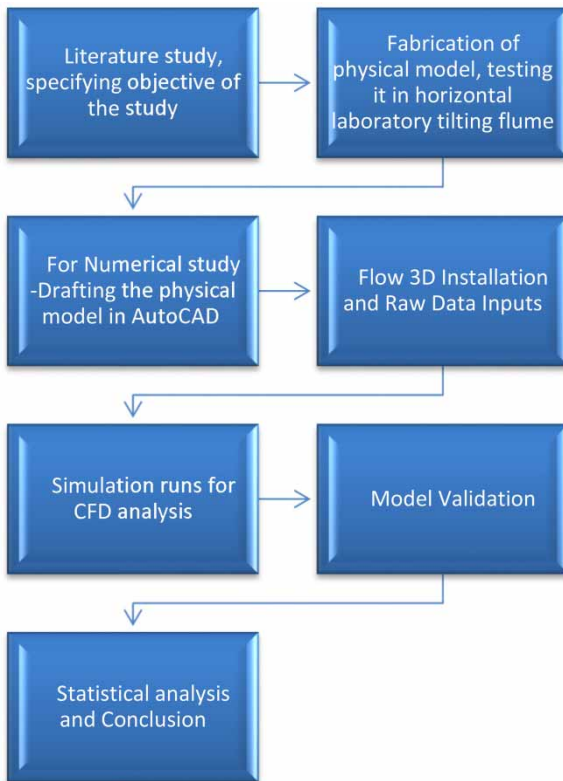 Literature study,
specifying objective of
the study
Fabrication of
physical model, testing
it in horizontal
laboratory tilting flume
For Numerical study
-Drafting the physical
model in AutoCAD
Flow 3D Installation
and Raw Data Inputs
Simulation runs for
CFD analysis
Model Validation
Statistical analysis
and Conclusion